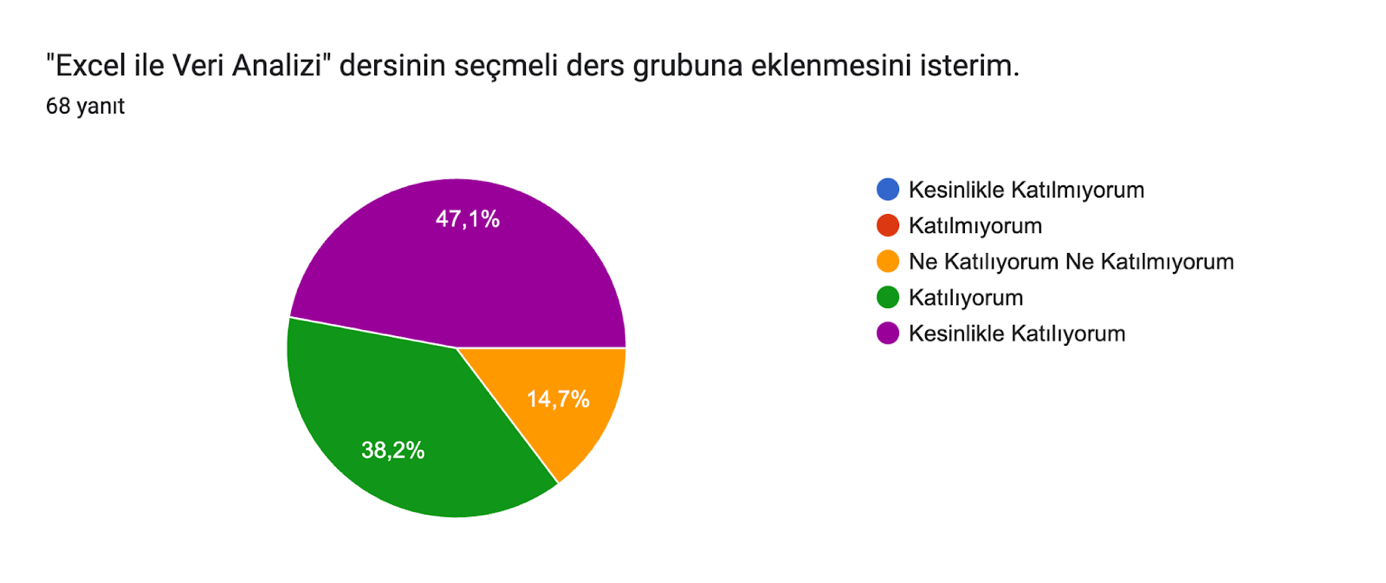 "Excel ile Veri Analizi" dersinin seçmeli ders grubuna eklenmesini isterim.
68 yanıt
47,1%
14,7%
38,2%
Kesinlikle Katılmıyorum
Katılmıyorum
Ne Katılıyorum Ne Katılmıyorum
Katılıyorum
Kesinlikle Katılıyorum